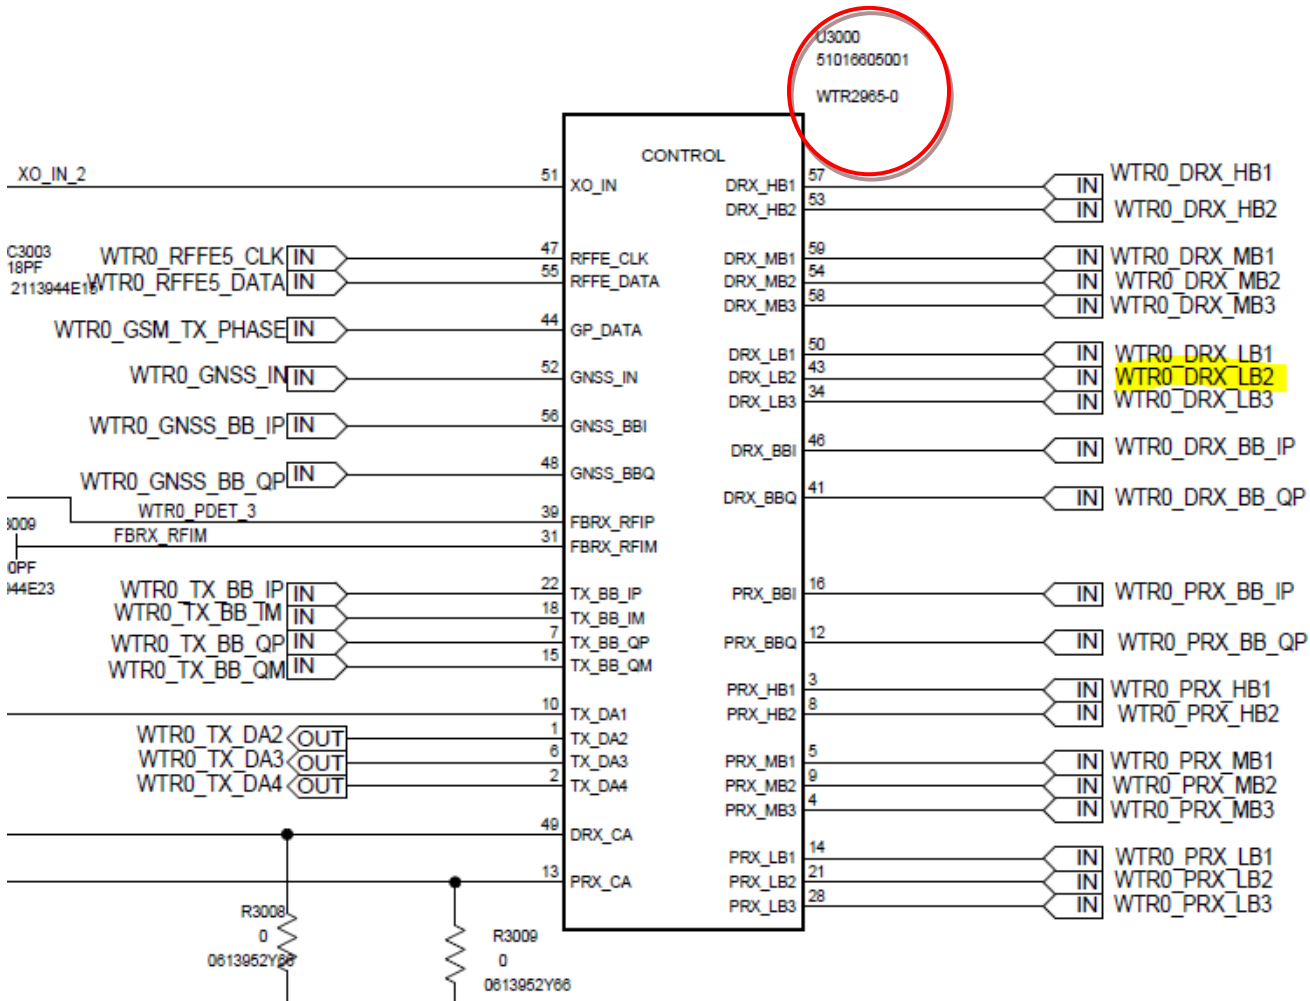 U3000
51016605001
WTR2965-0
CONTROL
XO_IN_2
51
XO_IN
C3003
18PF
2113944E15
WTR0_RFFE5_CLK
IN
47
RFFE_CLK
WTR0_RFFE5_DATA
IN
55
RFFE_DATA
WTR0_GSM_TX_PHASE
IN
44
GP_DATA
WTR0_GNSS_IN
IN
52
GNSS_IN
WTR0_GNSS_BB_IP
IN
56
GNSS_BBI
WTR0_GNSS_BB_QP
IN
48
GNSS_BBQ
WTR0_PDET_3
39
FBRX_RFIP
3009
FBRX_RFIM
31
FBRX_RFIM
0PF
944E23
WTR0_TX_BB_IP
IN
22
TX_BB_IP
WTR0_TX_BB_IM
IN
18
TX_BB_IM
WTR0_TX_BB_QP
IN
7
TX_BB_QP
WTR0_TX_BB_QM
IN
15
TX_BB_QM
10
TX_DA1
WTR0_TX_DA2
OUT
1
TX_DA2
WTR0_TX_DA3
OUT
6
TX_DA3
WTR0_TX_DA4
OUT
2
TX_DA4
49
DRX_CA
13
PRX_CA
R3008
0
0613952Y66
R3009
0
0613952Y66
DRX_HB1
57
IN
WTR0_DRX_HB1
DRX_HB2
53
IN
WTR0_DRX_HB2
DRX_MB1
59
IN
WTR0_DRX_MB1
DRX_MB2
54
IN
WTR0_DRX_MB2
DRX_MB3
58
IN
WTR0_DRX_MB3
DRX_LB1
50
IN
WTR0_DRX_LB1
DRX_LB2
43
IN
WTR0_DRX_LB2
DRX_LB3
34
IN
WTR0_DRX_LB3
DRX_BBI
46
IN
WTR0_DRX_BB_IP
DRX_BBQ
41
IN
WTR0_DRX_BB_QP
PRX_BBI
16
IN
WTR0_PRX_BB_IP
PRX_BBQ
12
IN
WTR0_PRX_BB_QP
PRX_HB1
3
IN
WTR0_PRX_HB1
PRX_HB2
8
IN
WTR0_PRX_HB2
PRX_MB1
5
IN
WTR0_PRX_MB1
PRX_MB2
9
IN
WTR0_PRX_MB2
PRX_MB3
4
IN
WTR0_PRX_MB3
PRX_LB1
14
IN
WTR0_PRX_LB1
PRX_LB2
21
IN
WTR0_PRX_LB2
PRX_LB3
28
IN
WTR0_PRX_LB3